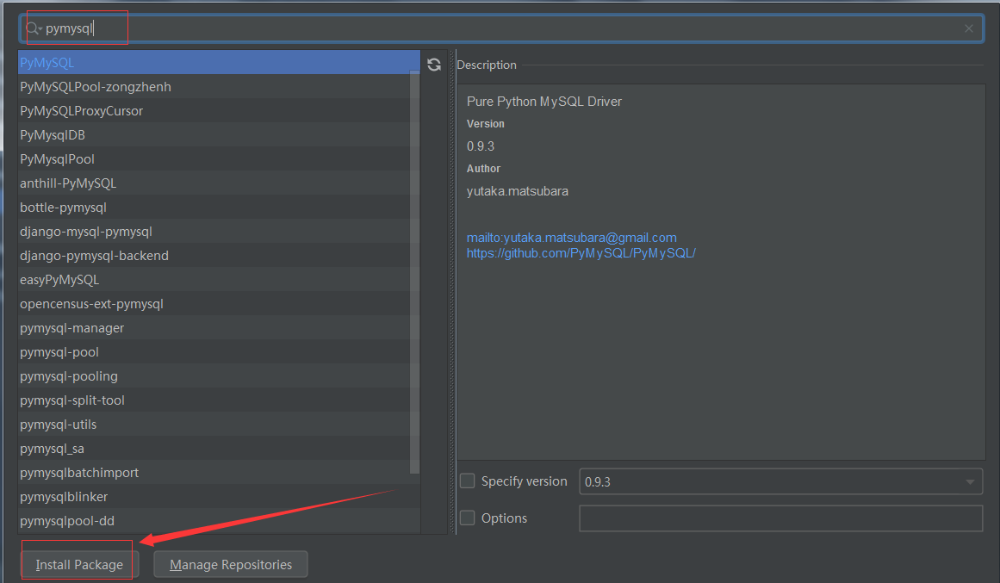 pymysql
PyMySQL
PyMySQLPool-zongzhenh
PyMySQLProxyCursor
PyMysqlDB
PyMysqlPool
anthill-PyMySQL
bottle-pymysql
django-mysql-pymysql
django-pymysql-backend
easyPyMySQL
opencensus-ext-pymysql
pymysql-manager
pymysql-pool
pymysql-pooling
pymysql-split-tool
pymysql-utils
pymysql_sa
pymysqlbatchimport
pymysqlblinker
pymysqlpool-dd
Description
Pure Python MySQL Driver
Version
0.9.3
Author
yutaka.matsubara
mailto:yutaka.matsubara@gmail.com
https://github.com/PyMySQL/PyMySQL/
Specify version 0.9.3
Options
Install Package Manage Repositories